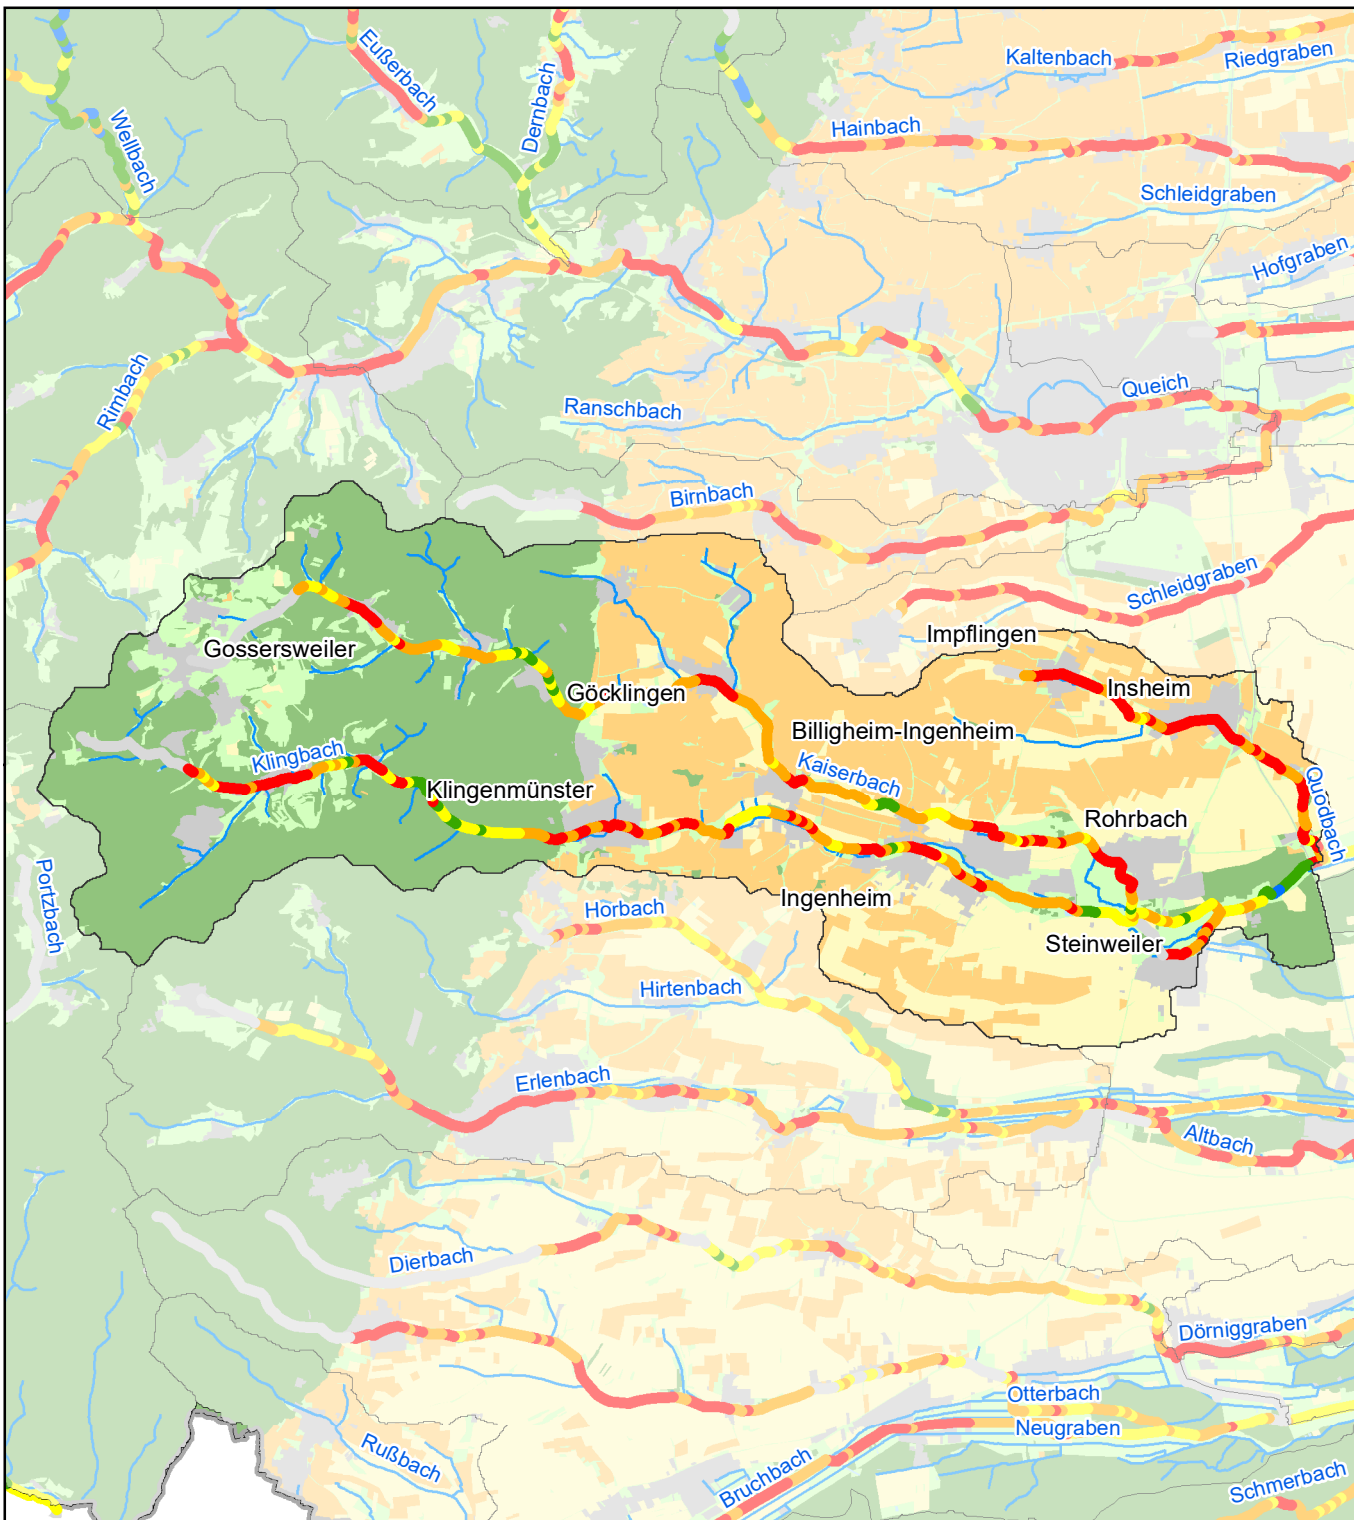 Eußerbach
Kaltenbach
Riedgraben
Dernbach
Wellbach
Hainbach
Schleidgraben
Hofgraben
Rimbach
Queich
Ranschbach
Birnbach
Schleidgraben
Impflingen
Gossersweiler
Göcklingen
Insheim
Billigheim-Ingenheim
Klingbach
Kaiserbach
Klingenmünster
Quodbach
Rohrbach
Portzbach
Ingenheim
Horbach
Steinweiler
Hirtenbach
Erlenbach
Altbach
Dierbach
Dörniggraben
Otterbach
Neugraben
Rußbach
Bruchbach
Schmerbach